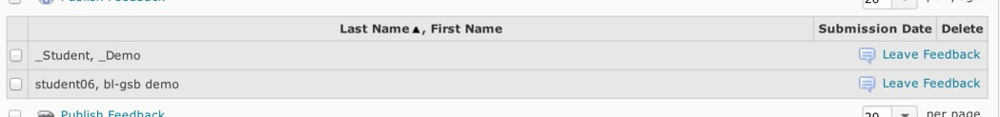 Publish Feedback 20 per page
Last Name▲, First Name Submission Date Delete
_Student, _Demo Leave Feedback
student06, bl-gsb demo Leave Feedback
Publish Feedback 20 per page